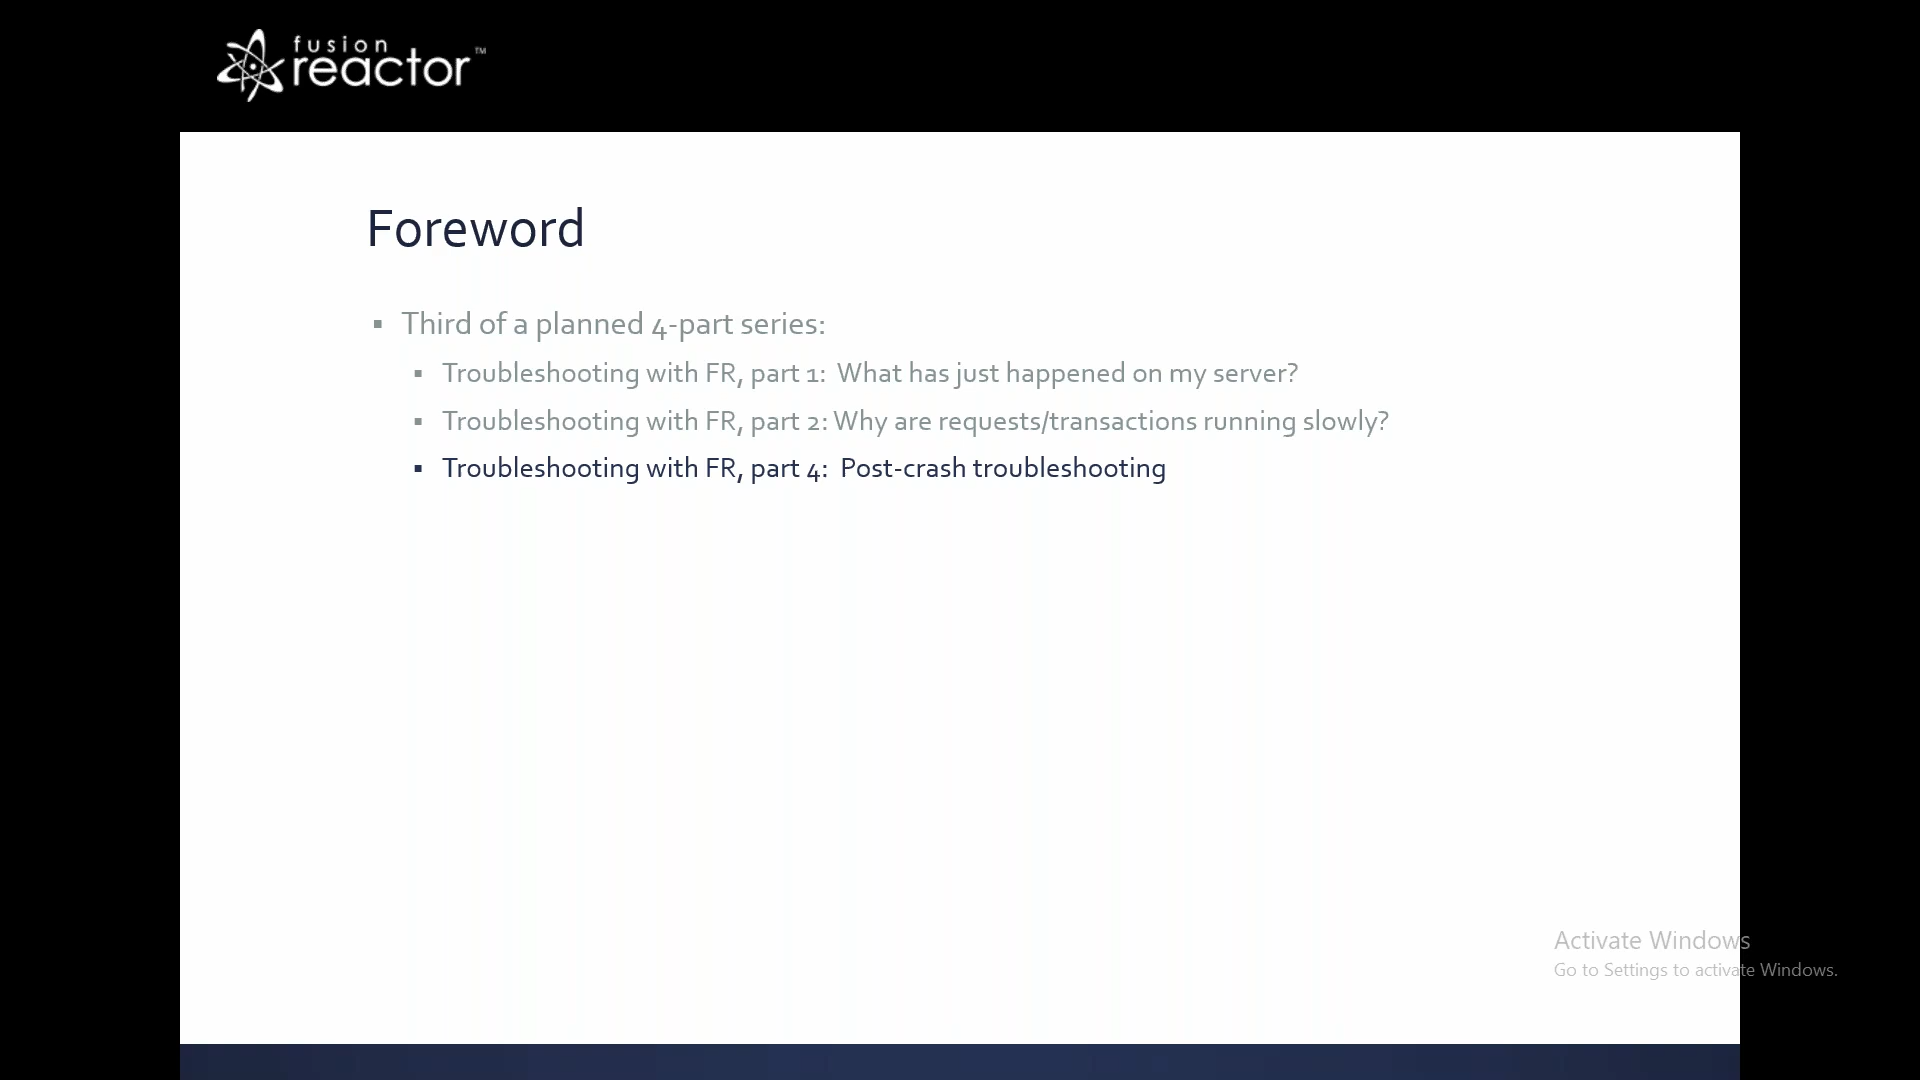 fusion
reactor™
Foreword
▪ Third of a planned 4-part series:
▪ Troubleshooting with FR, part 1: What has just happened on my server?
▪ Troubleshooting with FR, part 2: Why are requests/transactions running slowly?
▪ Troubleshooting with FR, part 4: Post-crash troubleshooting
Activate Windows
Go to Settings to activate Windows.